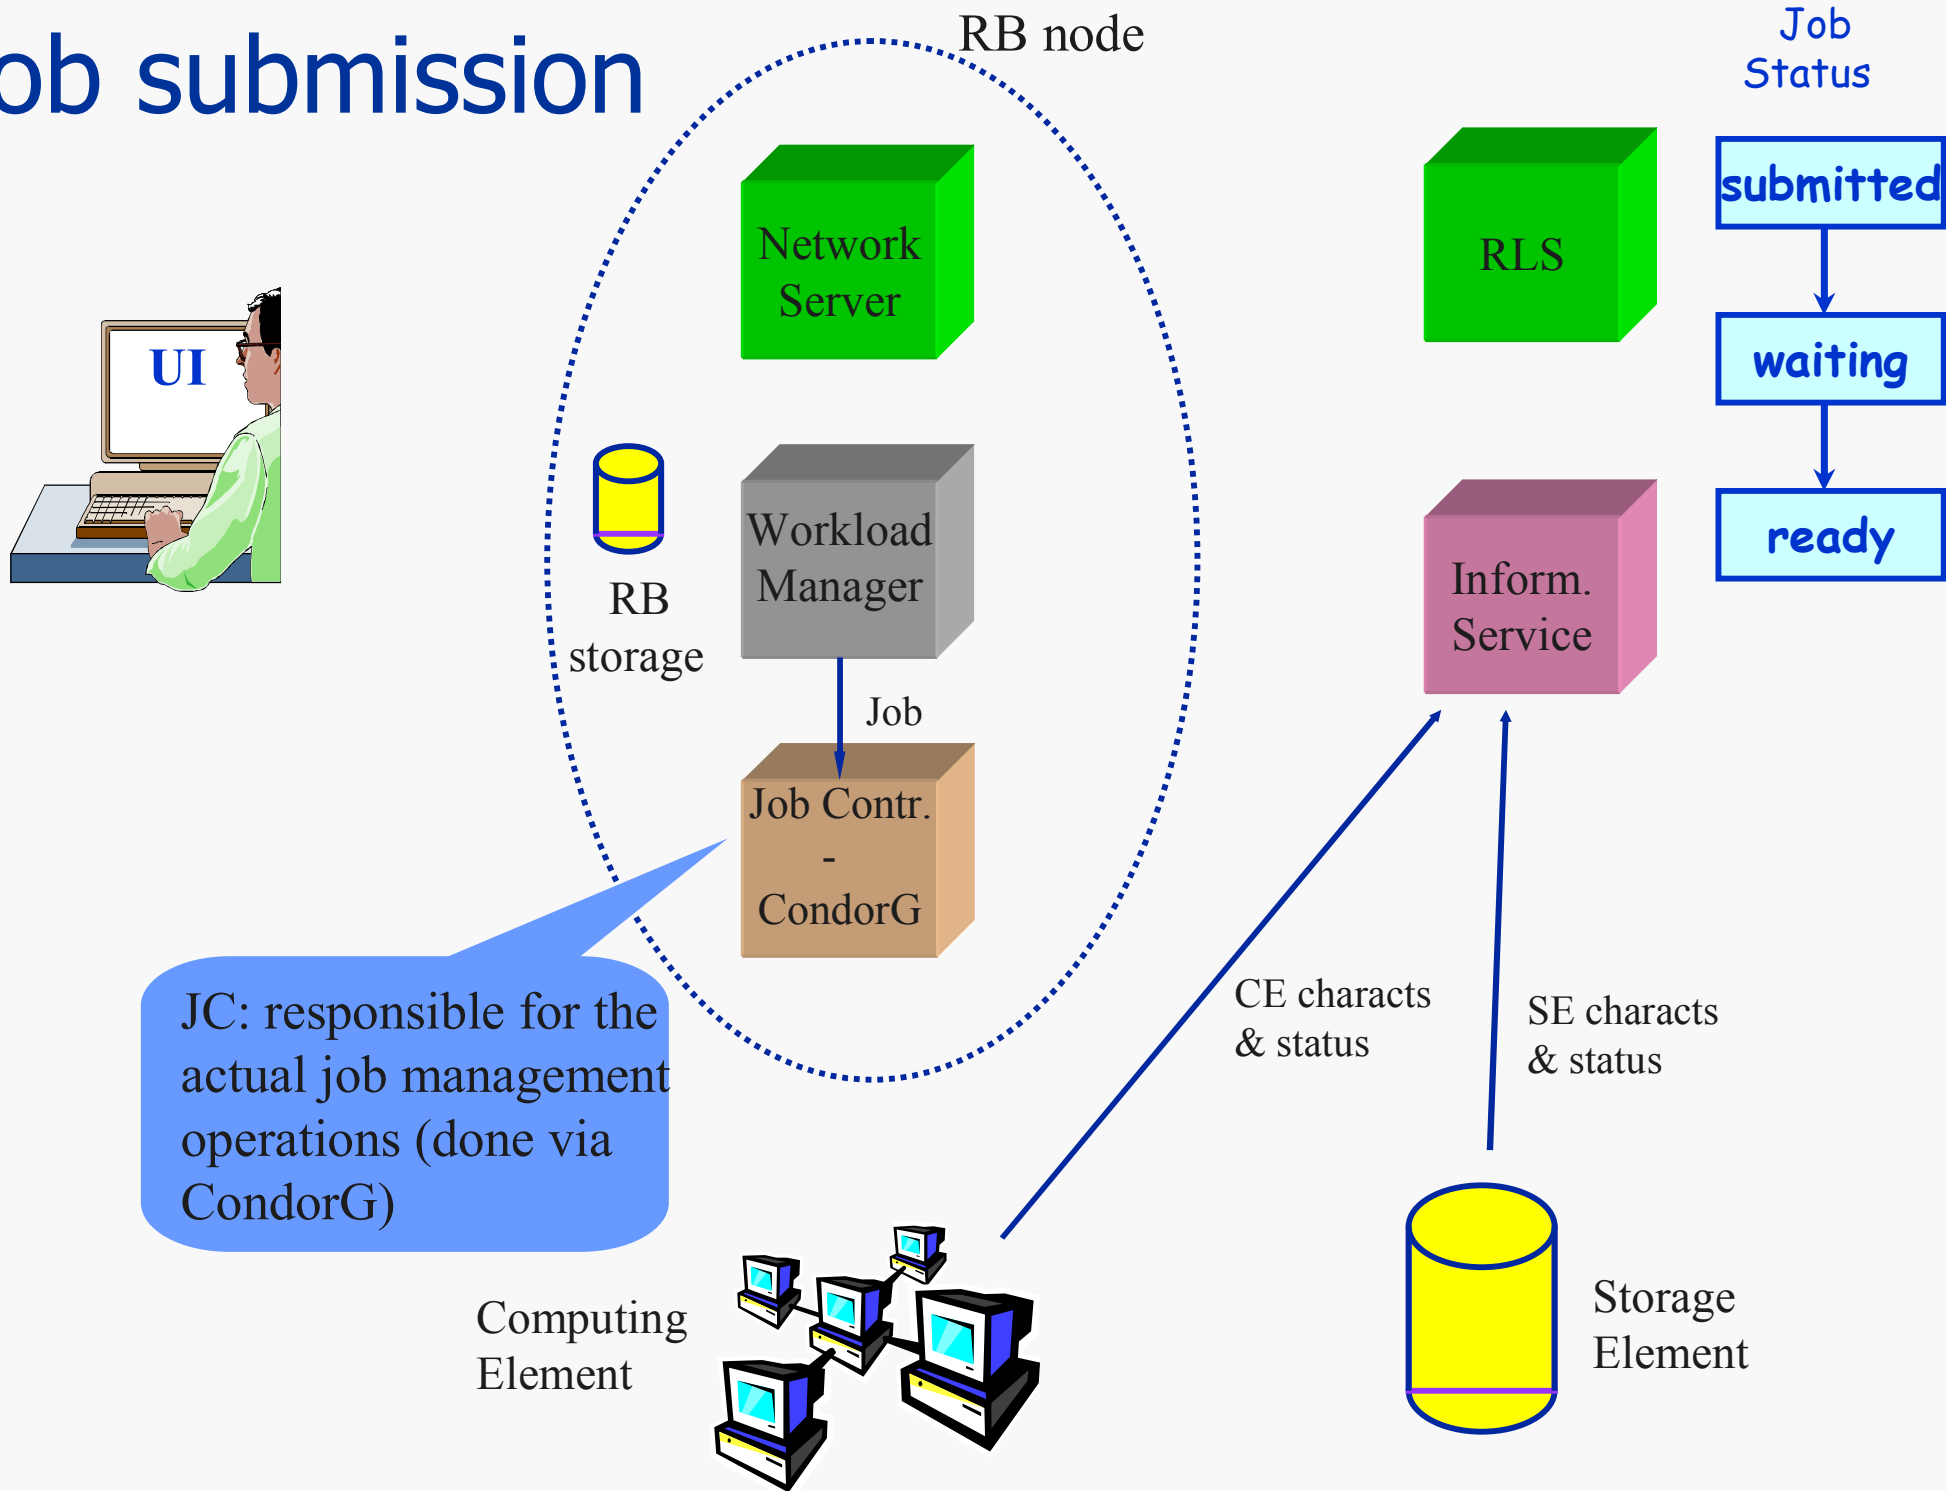 ob submission
RB node
Job
Status
submitted
waiting
ready
UI
Network
Server
RLS
RB
storage
Workload
Manager
Inform.
Service
Job
Job Contr.
-
CondorG
JC: responsible for the
actual job management
operations (done via
CondorG)
CE characts
& status
SE characts
& status
Computing
Element
Storage
Element